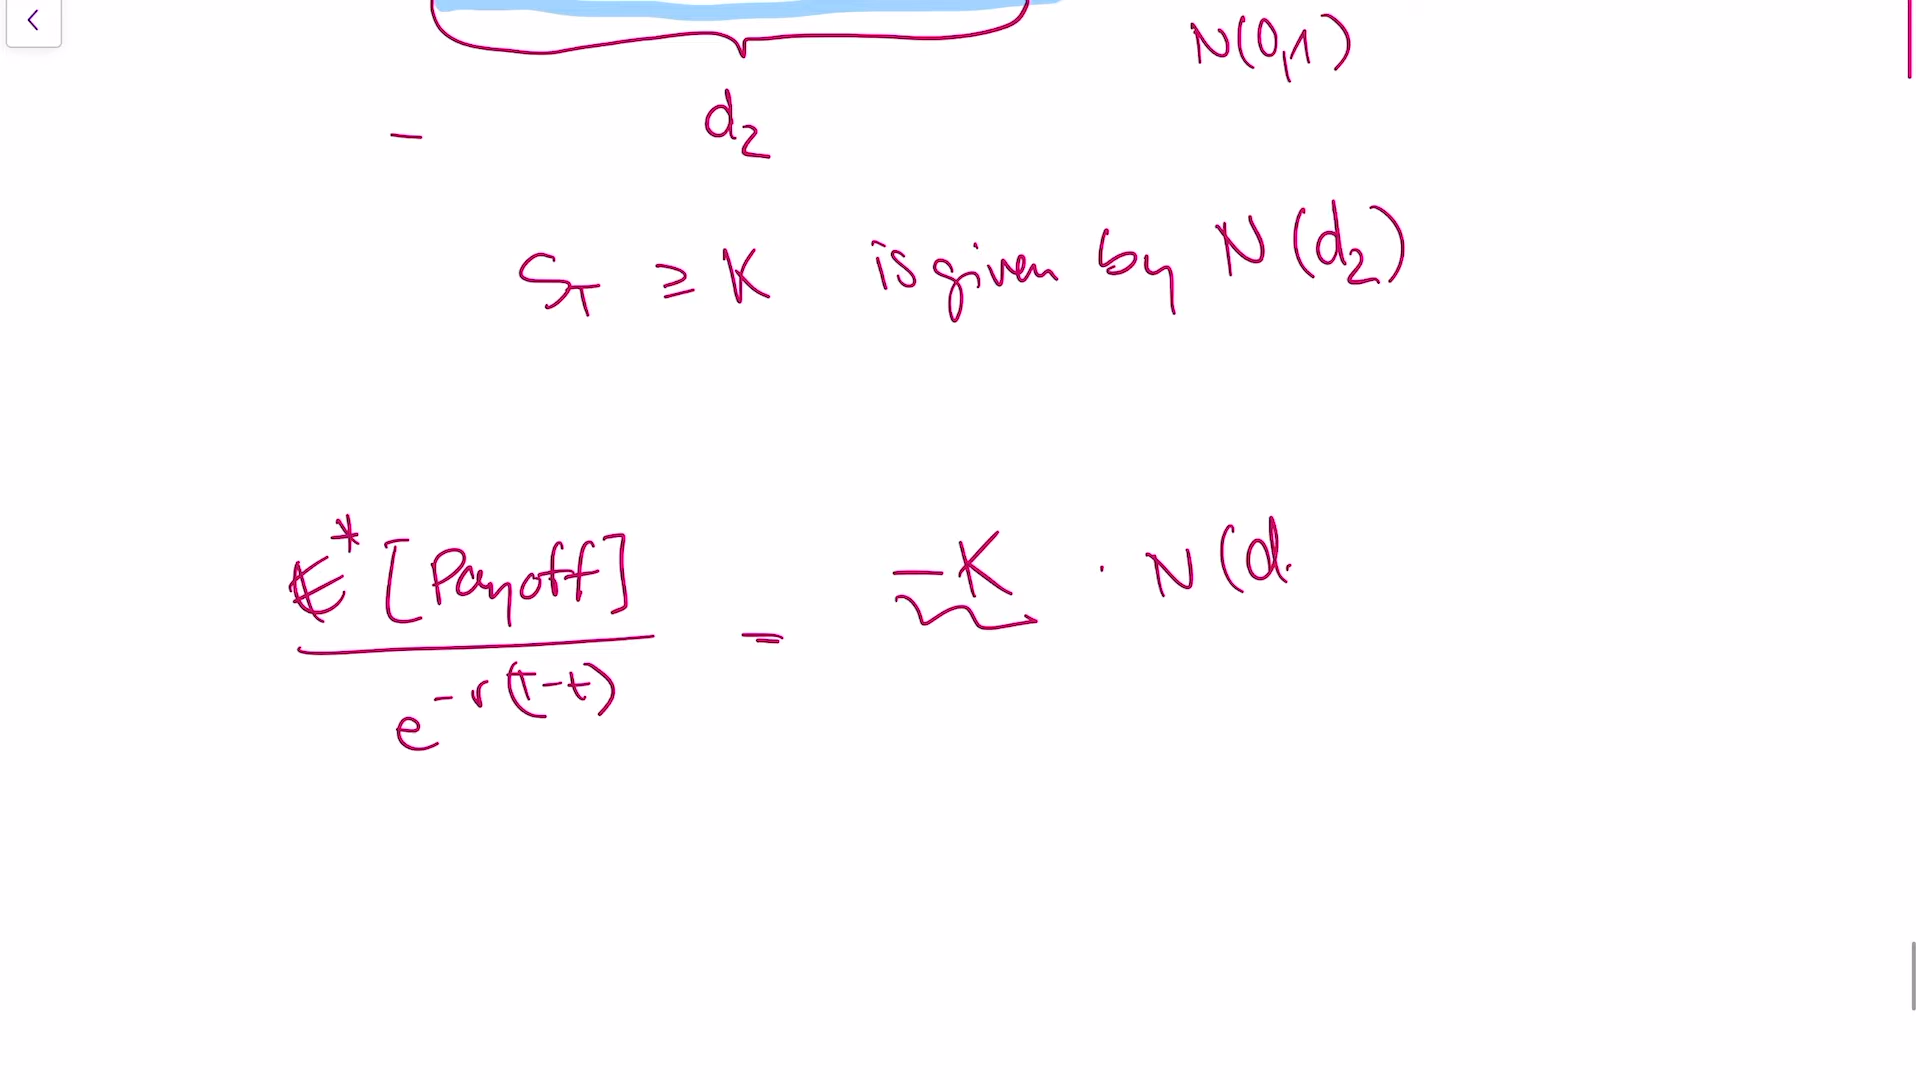 N(0,1)
- d₂
S_T ≥ K is given by N(d₂)
E* [Payoff] / e^{-r(T-t)} = -K · N(d